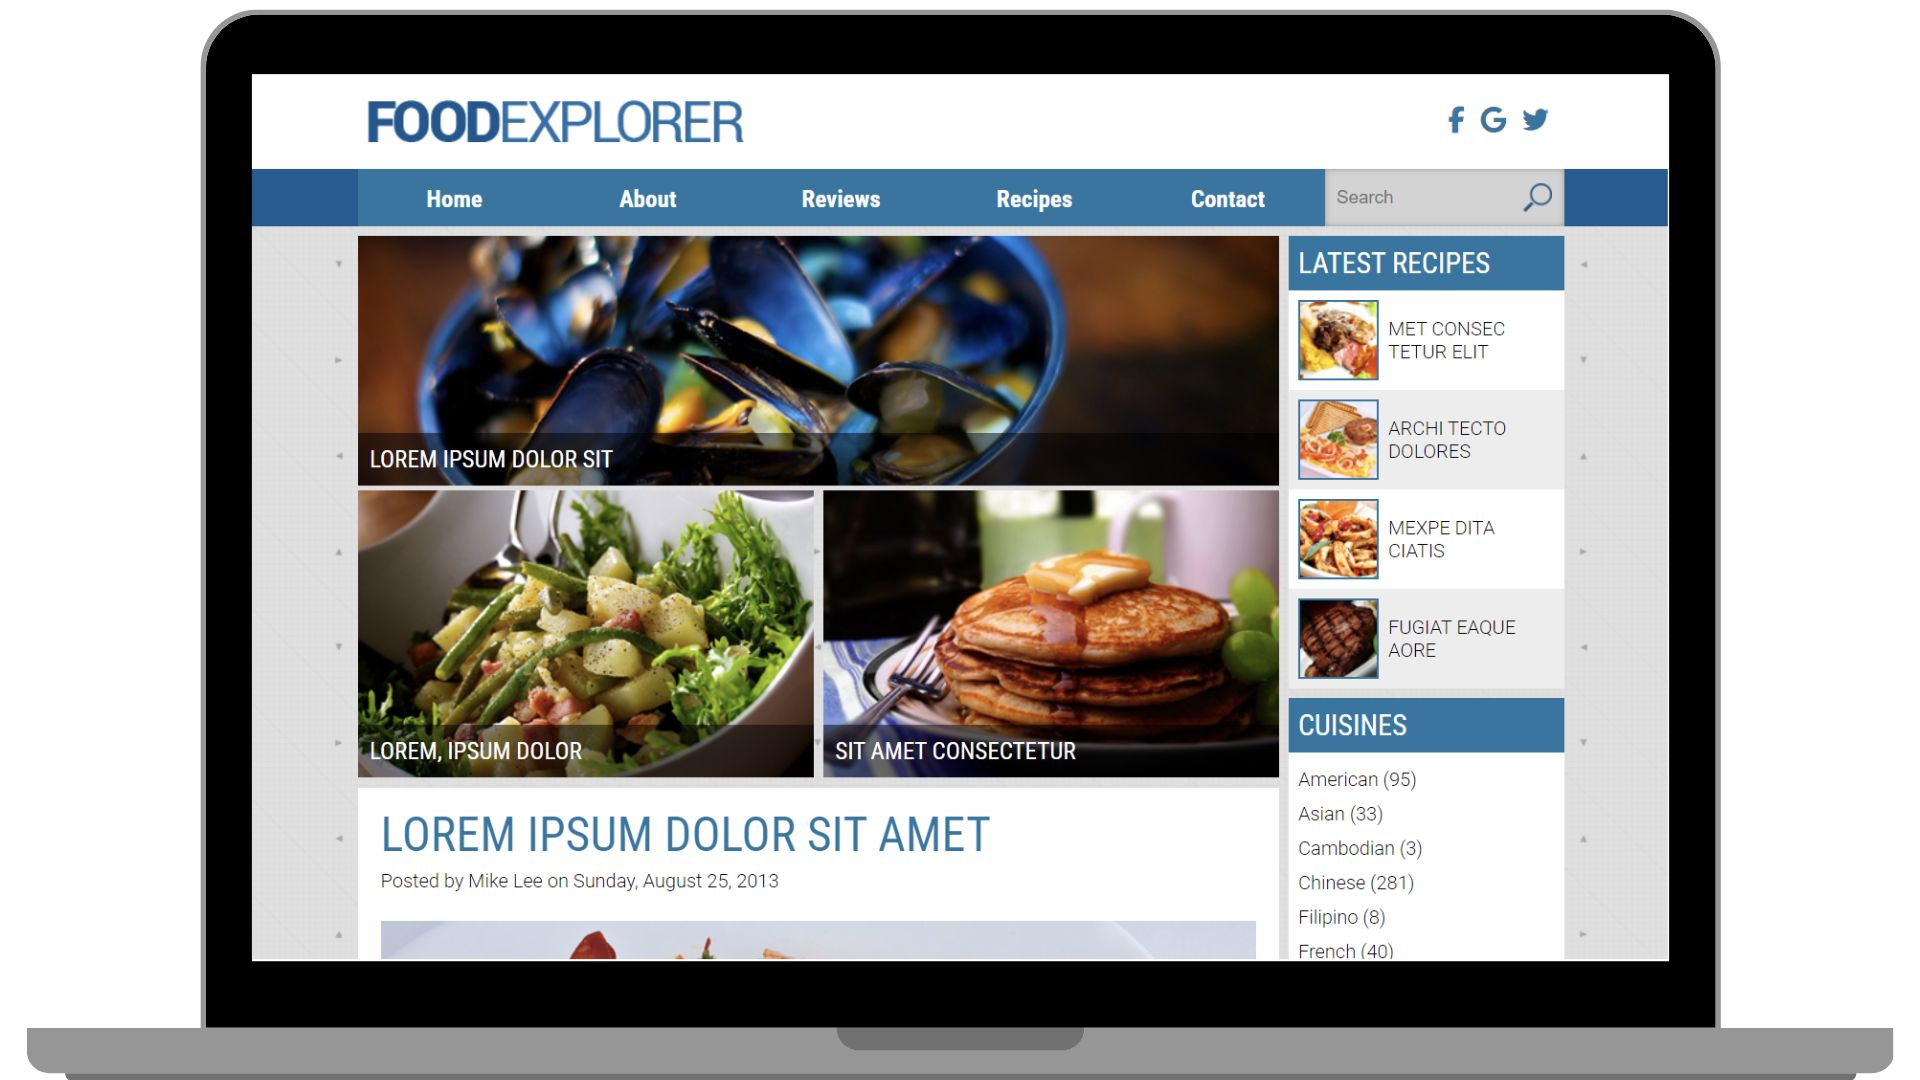 FOODEXPLORER
Home
About
Reviews
Recipes
Contact
Search
LOREM IPSUM DOLOR SIT
LOREM, IPSUM DOLOR
SIT AMET CONSECTETUR
LOREM IPSUM DOLOR SIT AMET
Posted by Mike Lee on Sunday, August 25, 2013
LATEST RECIPES
MET CONSEC
TETUR ELIT
ARCHI TECTO
DOLORES
MEXPE DITA
CIATIS
FUGIAT EAQUE
AORE
CUISINES
American (95)
Asian (33)
Cambodian (3)
Chinese (281)
Filipino (8)
French (40)